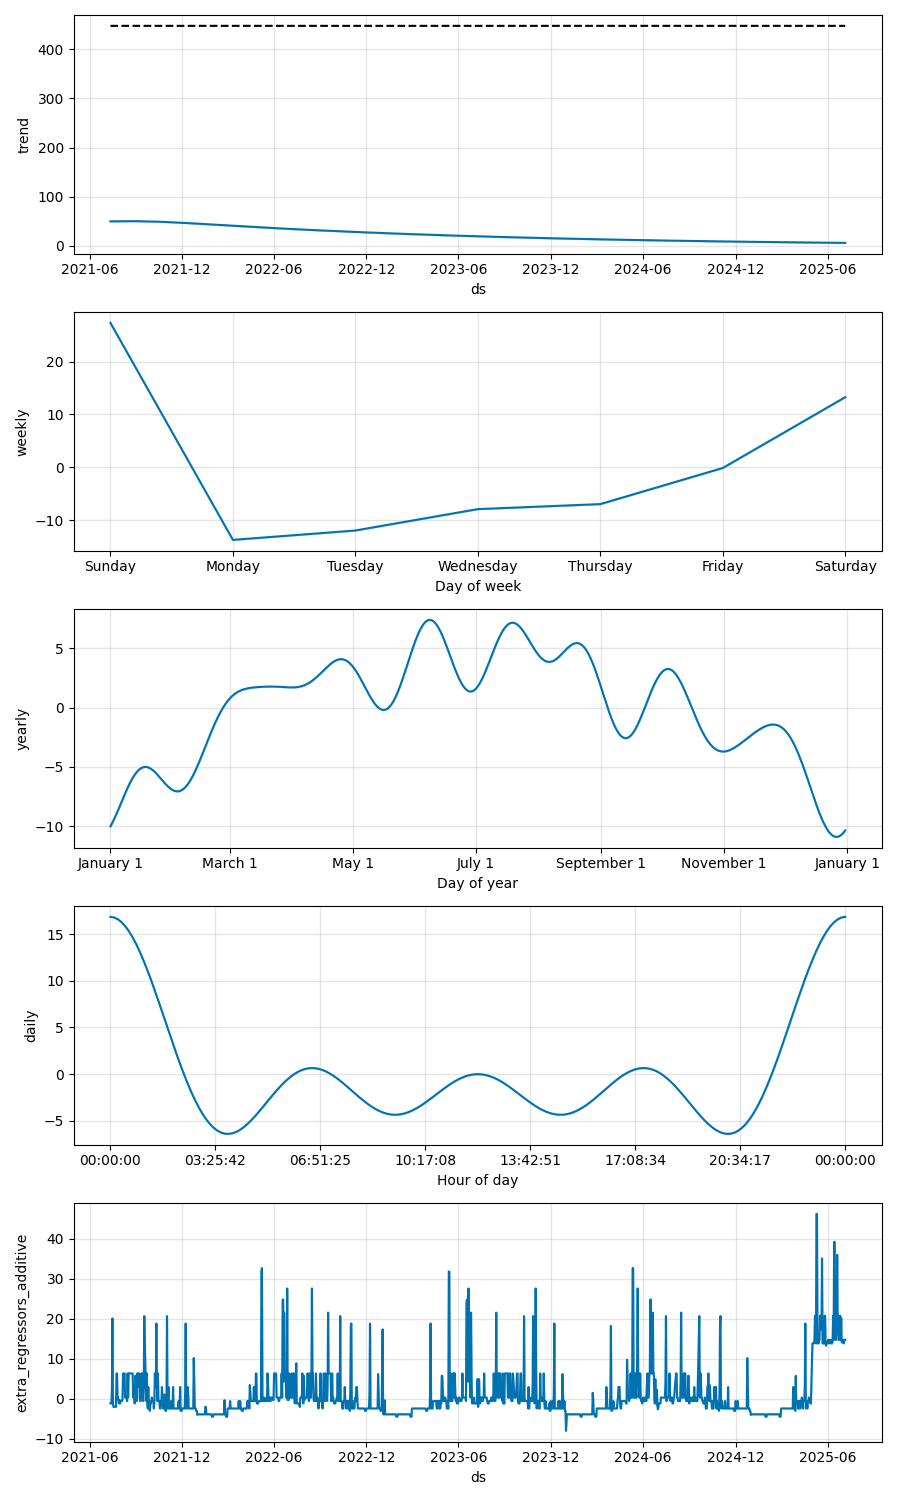 400
300
200
100
0
trend
2021-06 2021-12 2022-06 2022-12 2023-06 2023-12 2024-06 2024-12 2025-06
ds
20
10
0
−10
weekly
Sunday Monday Tuesday Wednesday Thursday Friday Saturday
Day of week
5
0
−5
−10
yearly
January 1 March 1 May 1 July 1 September 1 November 1 January 1
Day of year
15
10
5
0
−5
daily
00:00:00 03:25:42 06:51:25 10:17:08 13:42:51 17:08:34 20:34:17 00:00:00
Hour of day
40
30
20
10
0
−10
extra_regressors_additive
2021-06 2021-12 2022-06 2022-12 2023-06 2023-12 2024-06 2024-12 2025-06
ds